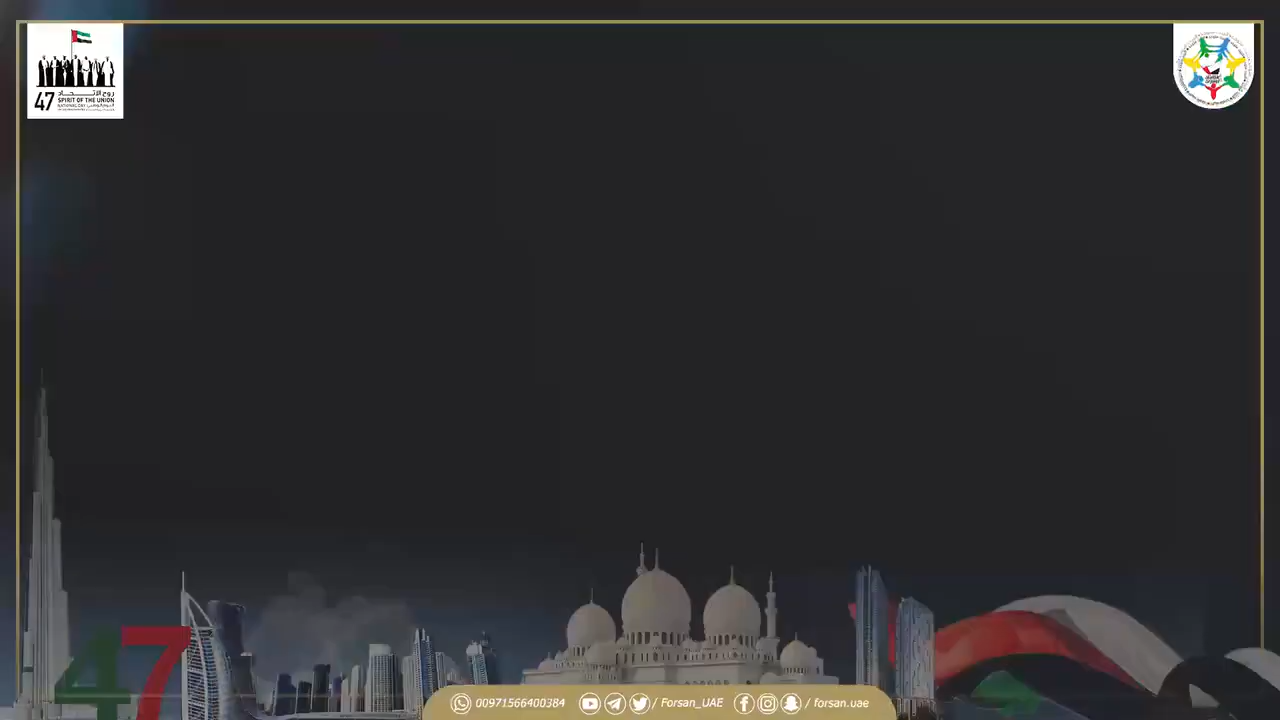 روح الاتحاد
47 SPIRIT OF THE UNION
47
00971566400384
/ Forsan_UAE
/ forsan.uae